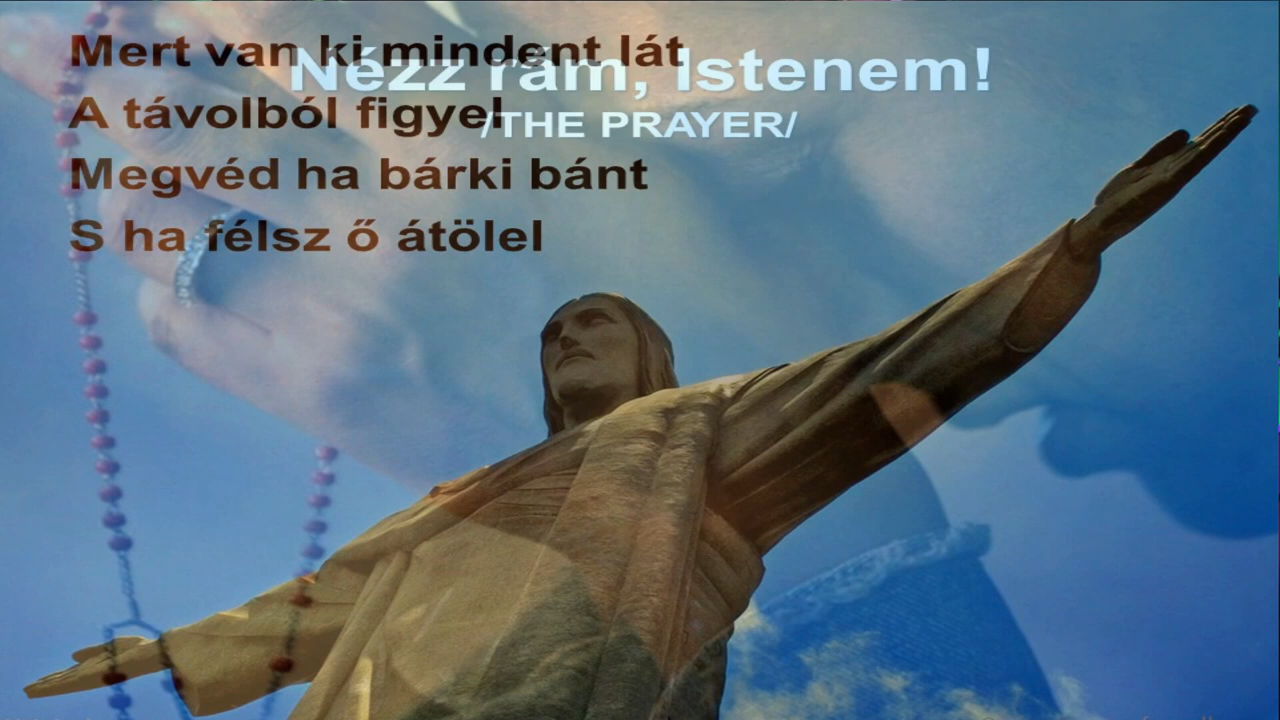 Mert van ki mindent lát
Nézz rám, Istenem!
A távolból figyel
/THE PRAYER/
Megvéd ha bárki bánt
S ha félsz ő átölel